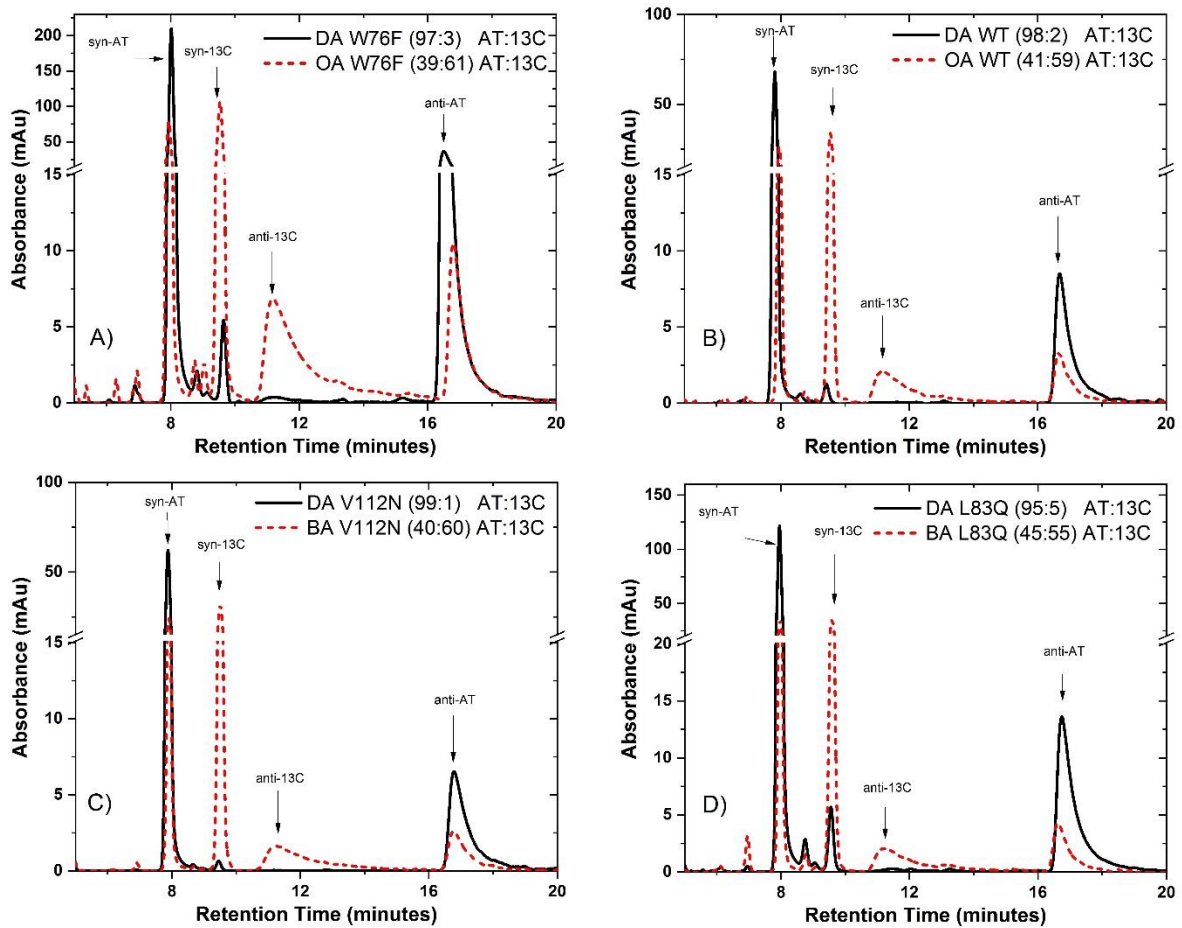 200
150
100
50
15
10
5
0
Absorbance (mAu)
syn-AT
syn-13C
DA W76F (97:3) AT:13C
OA W76F (39:61) AT:13C
anti-AT
anti-13C
A)
8 12 16 20
Retention Time (minutes)
100
50
15
10
5
0
Absorbance (mAu)
syn-AT
DA WT (98:2) AT:13C
OA WT (41:59) AT:13C
syn-13C
anti-AT
anti-13C
B)
8 12 16 20
Retention Time (minutes)
100
50
15
10
5
0
Absorbance (mAu)
syn-AT
DA V112N (99:1) AT:13C
BA V112N (40:60) AT:13C
syn-13C
anti-AT
anti-13C
C)
8 12 16 20
Retention Time (minutes)
150
100
50
20
15
10
5
0
Absorbance (mAu)
syn-AT
DA L83Q (95:5) AT:13C
BA L83Q (45:55) AT:13C
syn-13C
anti-AT
anti-13C
D)
8 12 16 20
Retention Time (minutes)